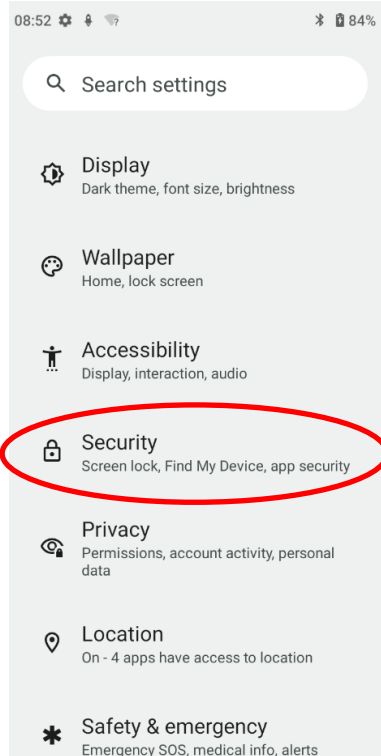 08:52 84%
Search settings
Display
Dark theme, font size, brightness
Wallpaper
Home, lock screen
Accessibility
Display, interaction, audio
Security
Screen lock, Find My Device, app security
Privacy
Permissions, account activity, personal
data
Location
On - 4 apps have access to location
Safety & emergency
Emergency SOS, medical info, alerts